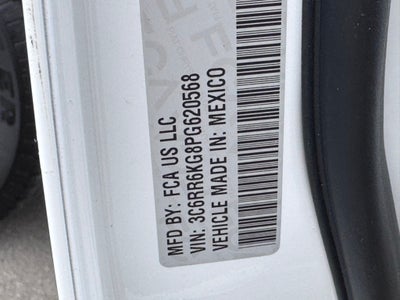 MFD BY: FCA US LLC
VIN: 3C6RR6KG8PG620568
VEHICLE MADE IN: MEXICO